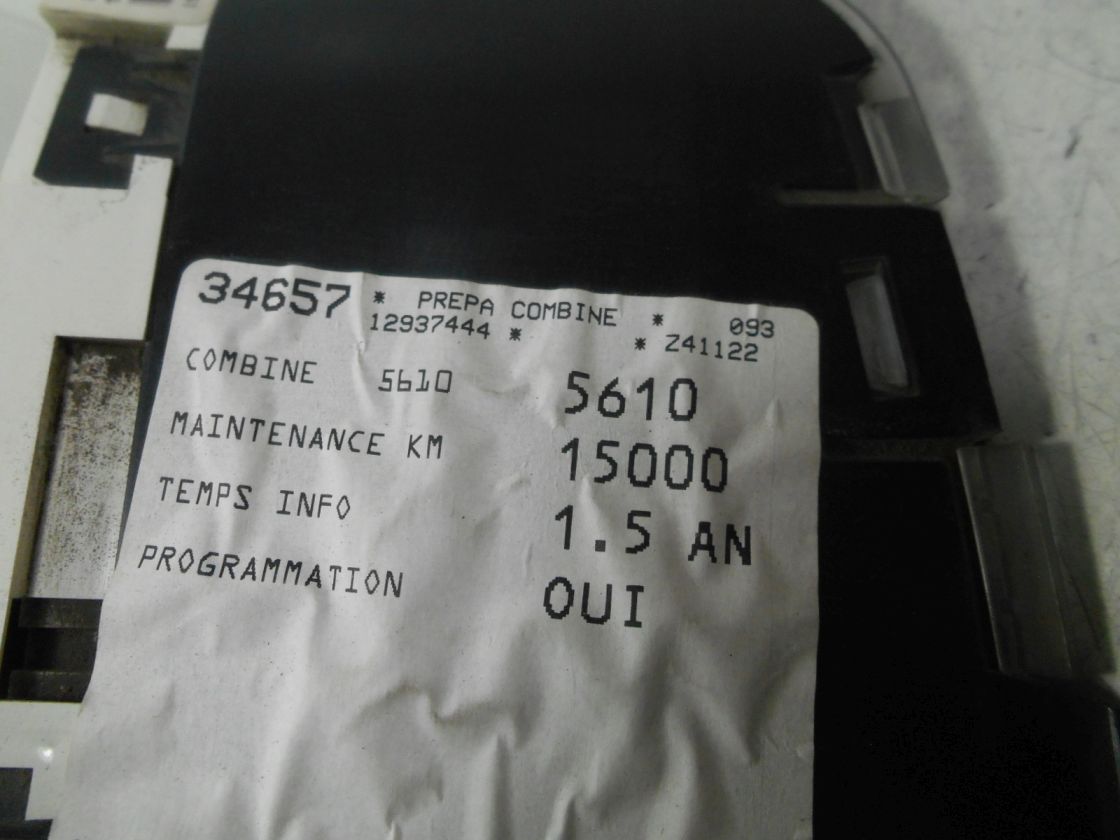 34657 * PREPA COMBINE * 093
12937444 * * Z41122
COMBINE 5610 5610
MAINTENANCE KM 15000
TEMPS INFO 1.5 AN
PROGRAMMATION OUI